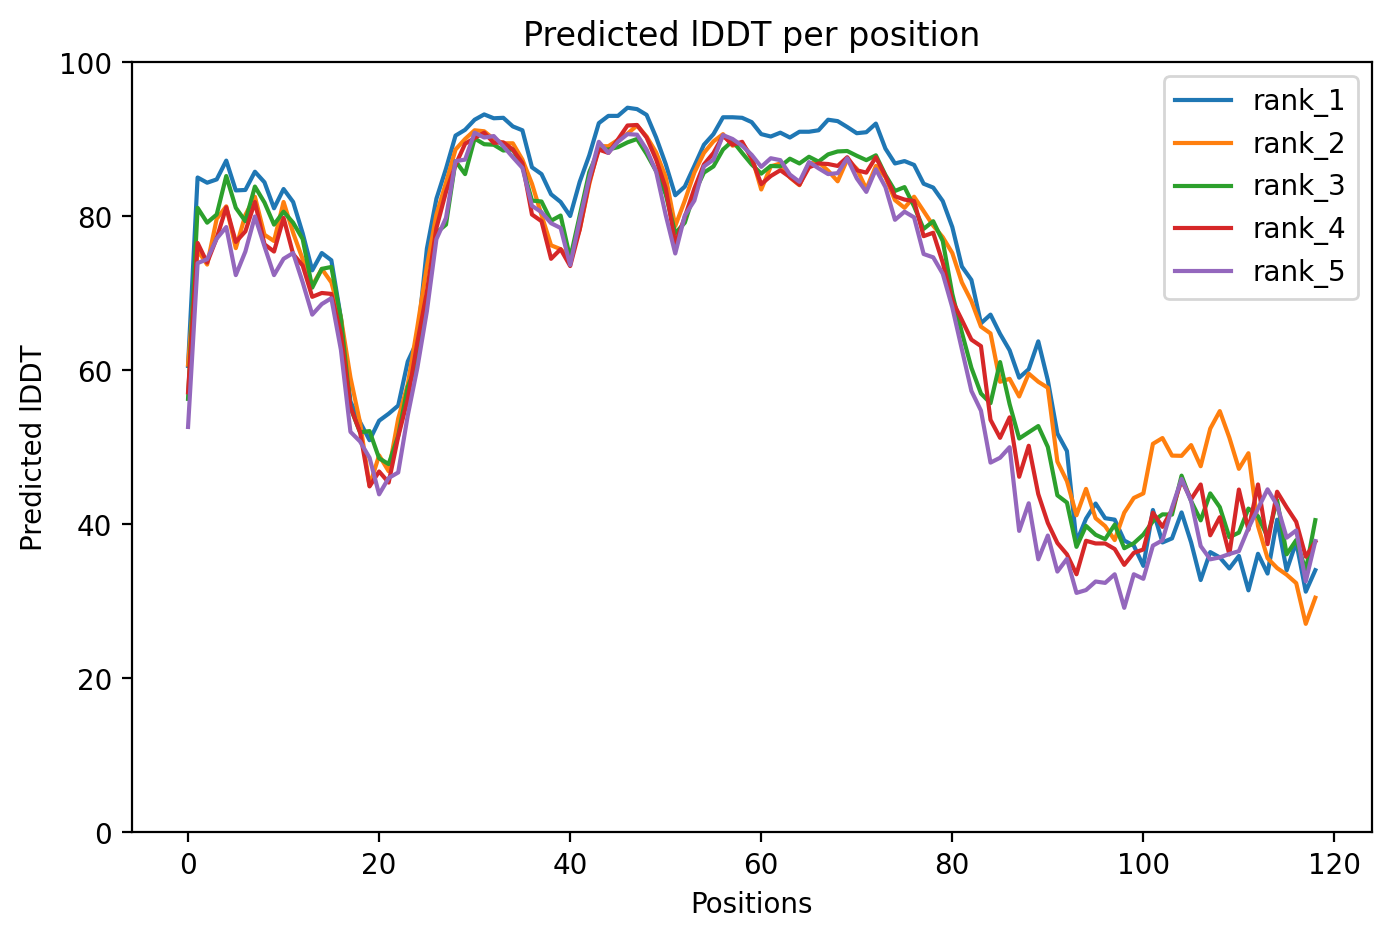 Predicted lDDT per position
100
80
60
40
20
0
Predicted lDDT
0 20 40 60 80 100 120
Positions
rank_1
rank_2
rank_3
rank_4
rank_5